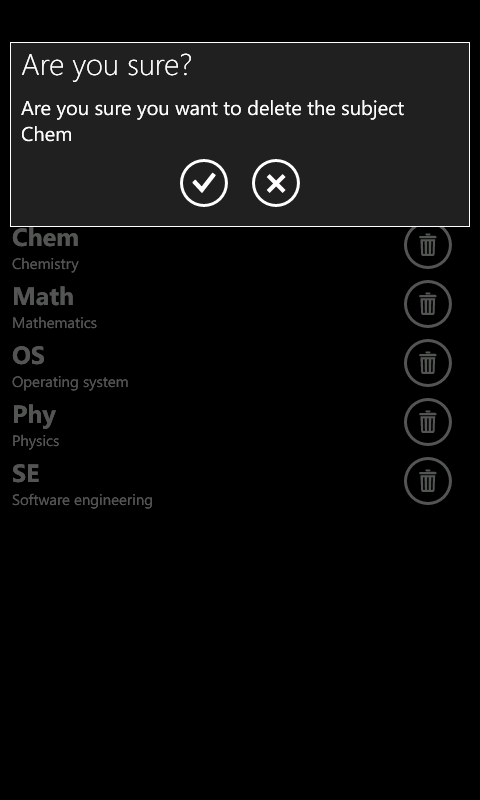 Are you sure?
Are you sure you want to delete the subject
Chem
Chem
Chemistry
Math
Mathematics
OS
Operating system
Phy
Physics
SE
Software engineering